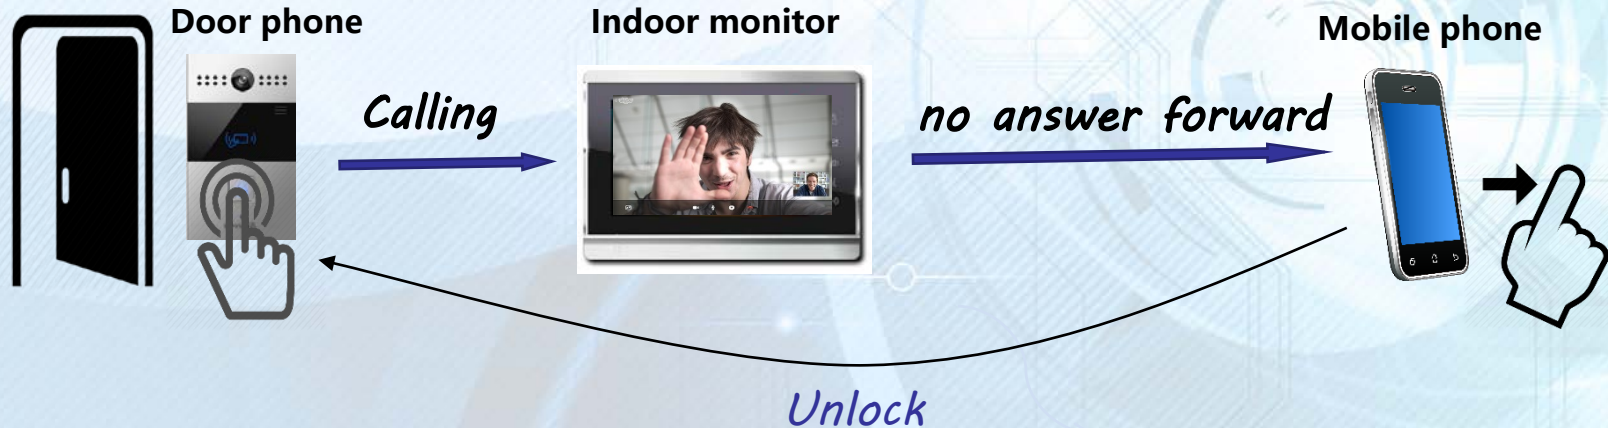 Door phone
Indoor monitor
Mobile phone
Calling
no answer forward
Unlock